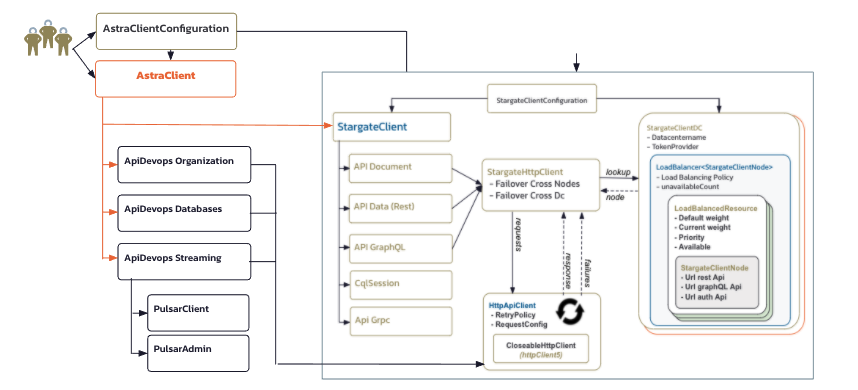 AstraClientConfiguration
AstraClient
ApiDevops Organization
ApiDevops Databases
ApiDevops Streaming
PulsarClient
PulsarAdmin
StargateClientConfiguration
StargateClient
API Document
API Data (Rest)
API GraphQL
CqlSession
Api Grpc
StargateHttpClient
- Failover Cross Nodes
- Failover Cross Dc
lookup
node
requests
response
failures
HttpApiClient
- RetryPolicy
- RequestConfig
CloseableHttpClient
(httpClient5)
StargateClientDC
- Datacentername
- TokenProvider
LoadBalancer<StargateClientNode>
- Load Balancing Policy
- unavailableCount
LoadBalancedResource
- Default weight
- Current weight
- Priority
- Available
StargateClientNode
- Url rest Api
- Url graphQL Api
- Url auth Api